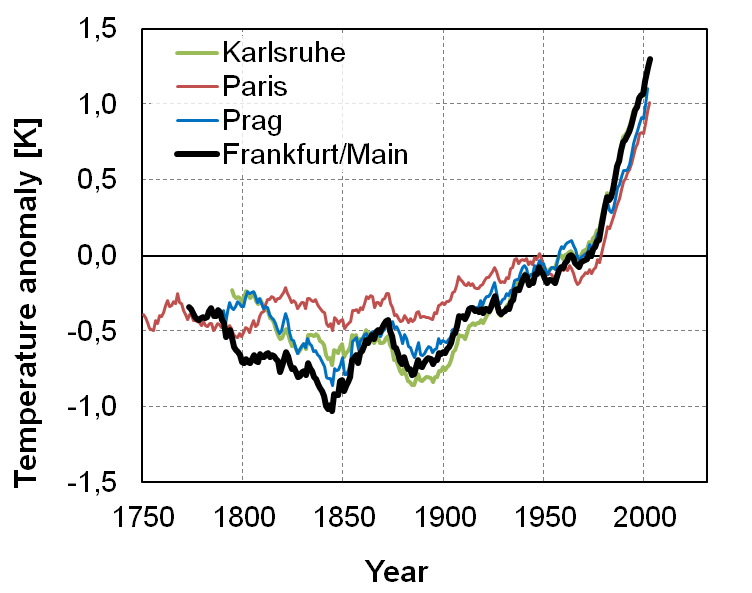 1,5
1,0
0,5
0,0
-0,5
-1,0
-1,5
Temperature anomaly [K]
Karlsruhe
Paris
Prag
Frankfurt/Main
1750 1800 1850 1900 1950 2000
Year